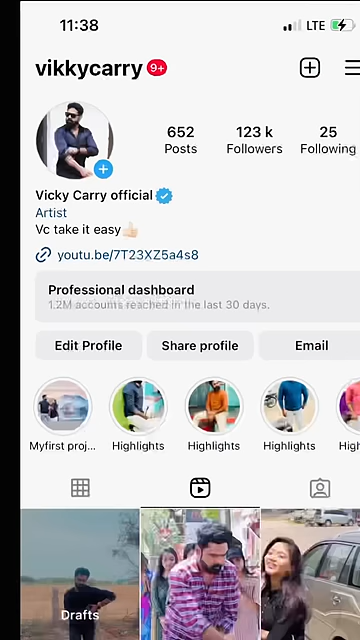 11:38
LTE
vikkycarry 9+
652
Posts
123 k
Followers
25
Following
Vicky Carry official
Artist
Vc take it easy👍🏻
youtu.be/7T23XZ5a4s8
Professional dashboard
1.2M accounts reached in the last 30 days.
Edit Profile
Share profile
Email
Myfirst proj...
Highlights
Highlights
Highlights
High
Drafts